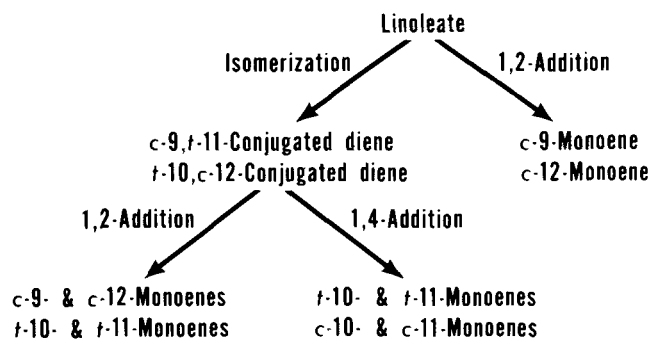 Linoleate
Isomerization
1,2-Addition
c-9,t-11-Conjugated diene
t-10,c-12-Conjugated diene
c-9-Monoene
c-12-Monoene
1,2-Addition
1,4-Addition
c-9- & c-12-Monoenes
t-10- & t-11-Monoenes
t-10- & t-11-Monoenes
c-10- & c-11-Monoenes